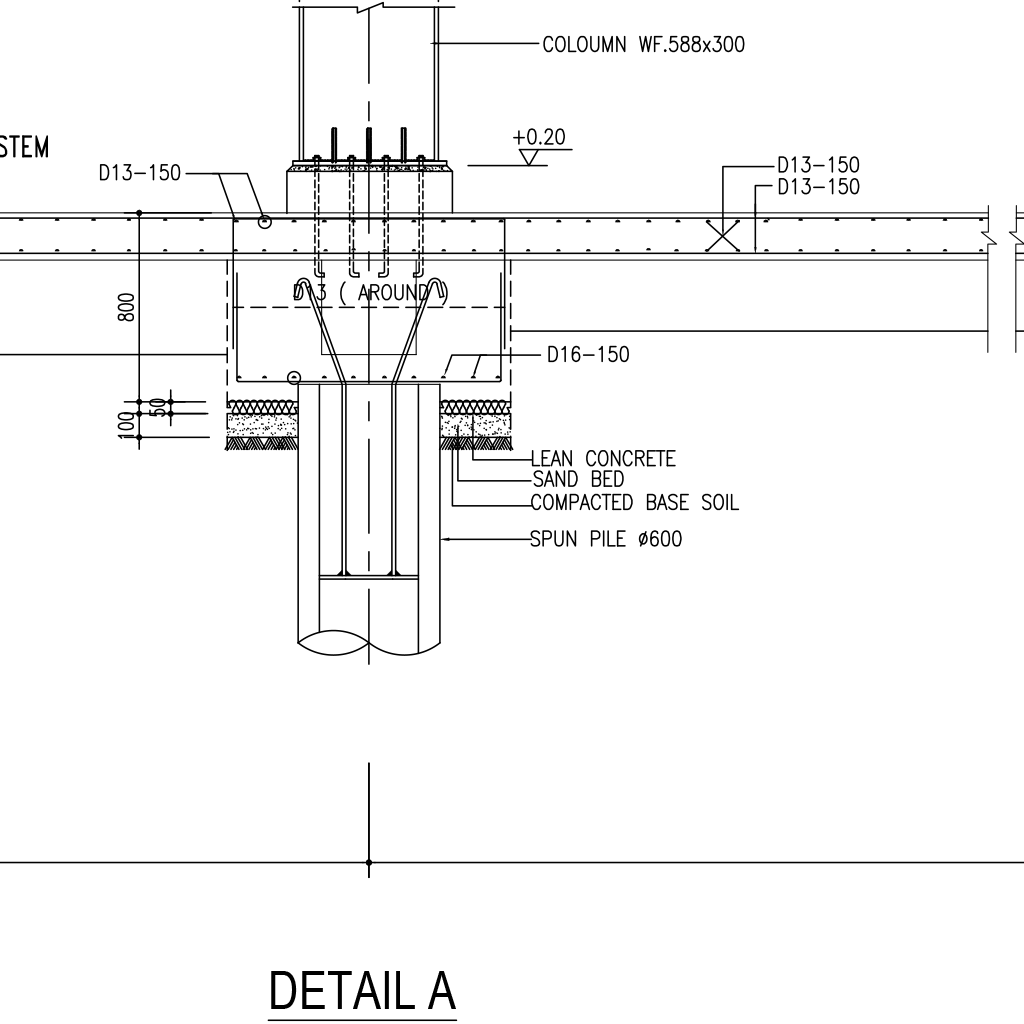 COLOUMN WF.588x300
+0.20
STEM
D13-150
D13-150
D13-150
D13 ( AROUND )
800
D16-150
50
100
LEAN CONCRETE
SAND BED
COMPACTED BASE SOIL
SPUN PILE ø600
DETAIL A